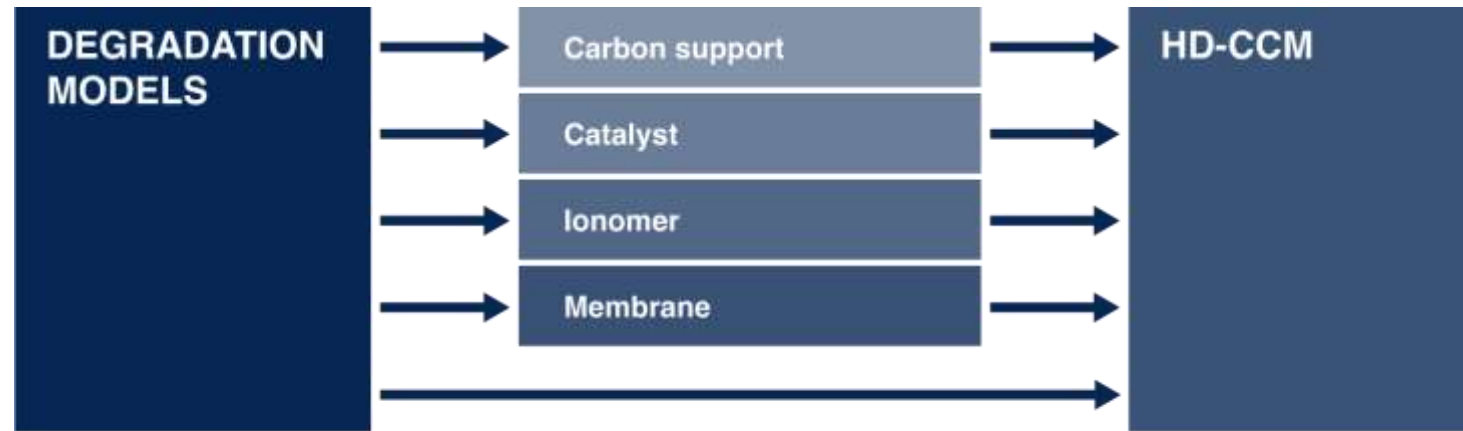 DEGRADATION
MODELS
Carbon support
Catalyst
Ionomer
Membrane
HD-CCM